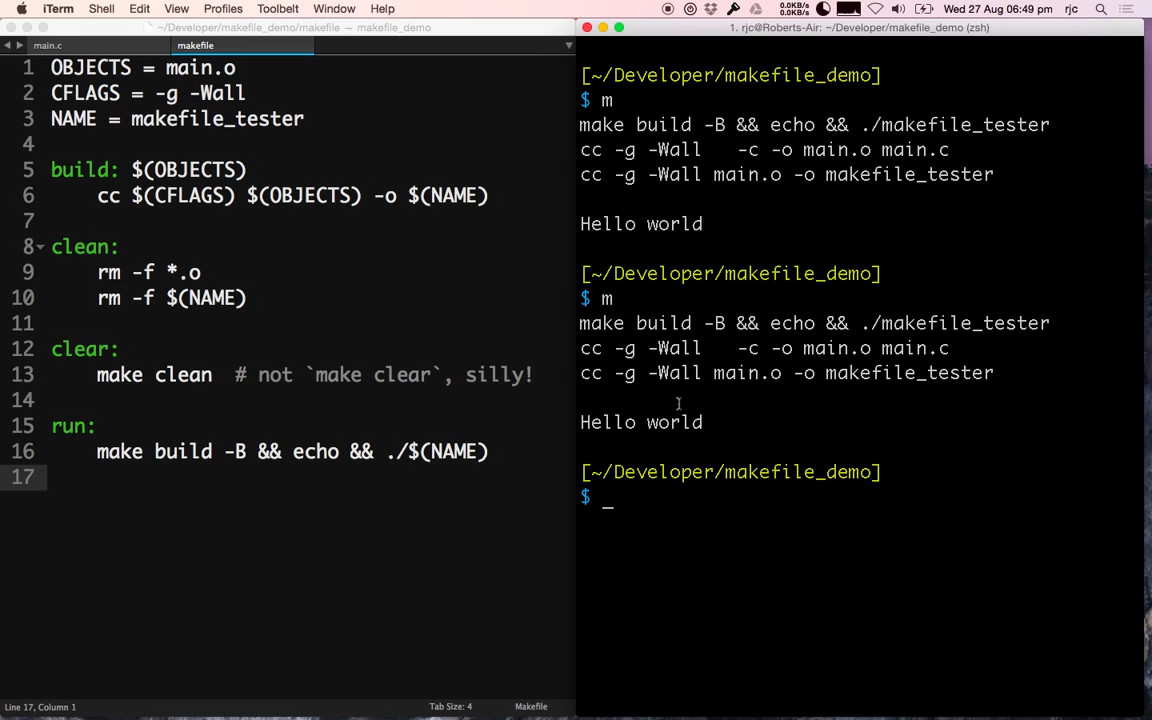 iTerm Shell Edit View Profiles Toolbelt Window Help
0.0KB/s
0.0KB/s
Wed 27 Aug 06:49 pm rjc
~/Developer/makefile_demo/makefile — makefile_demo
main.c makefile
1 OBJECTS = main.o
2 CFLAGS = -g -Wall
3 NAME = makefile_tester
4
5 build: $(OBJECTS)
6 cc $(CFLAGS) $(OBJECTS) -o $(NAME)
7
8 clean:
9 rm -f *.o
10 rm -f $(NAME)
11
12 clear:
13 make clean # not `make clear`, silly!
14
15 run:
16 make build -B && echo && ./$(NAME)
17
Line 17, Column 1
Tab Size: 4
Makefile
1. rjc@Roberts-Air: ~/Developer/makefile_demo (zsh)
[~/Developer/makefile_demo]
$ m
make build -B && echo && ./makefile_tester
cc -g -Wall   -c -o main.o main.c
cc -g -Wall main.o -o makefile_tester
Hello world
[~/Developer/makefile_demo]
$ m
make build -B && echo && ./makefile_tester
cc -g -Wall   -c -o main.o main.c
cc -g -Wall main.o -o makefile_tester
Hello world
[~/Developer/makefile_demo]
$ _